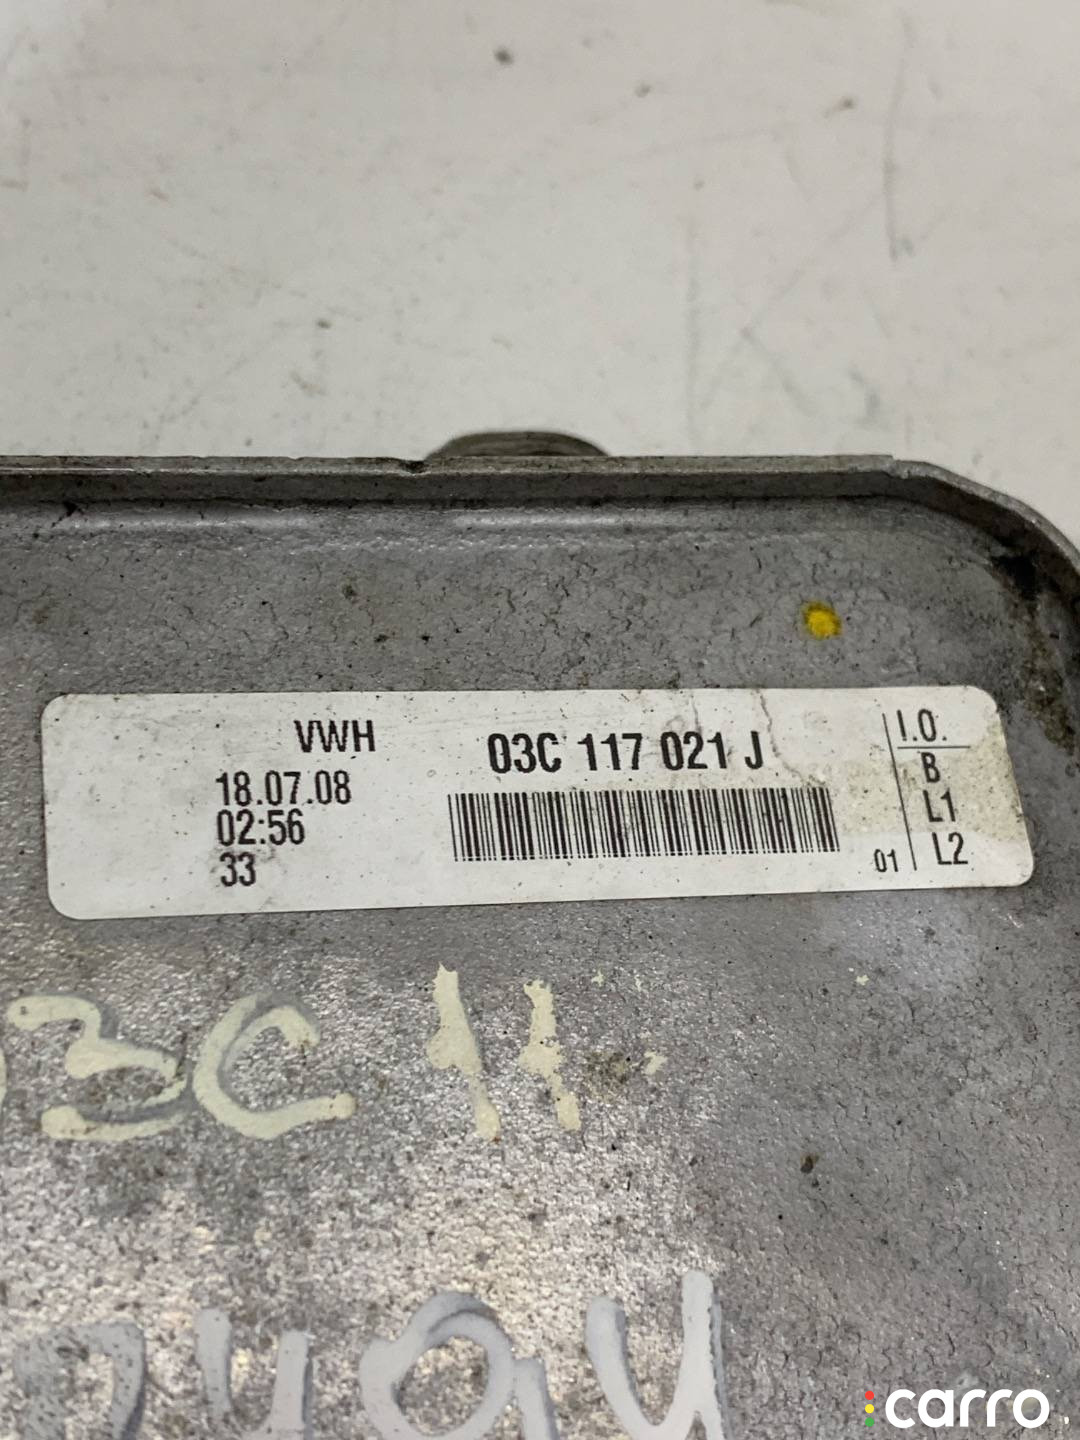 VWH
18.07.08
02:56
33
03C 117 021 J
01
I.O.
B
L1
L2
03C 11
carro